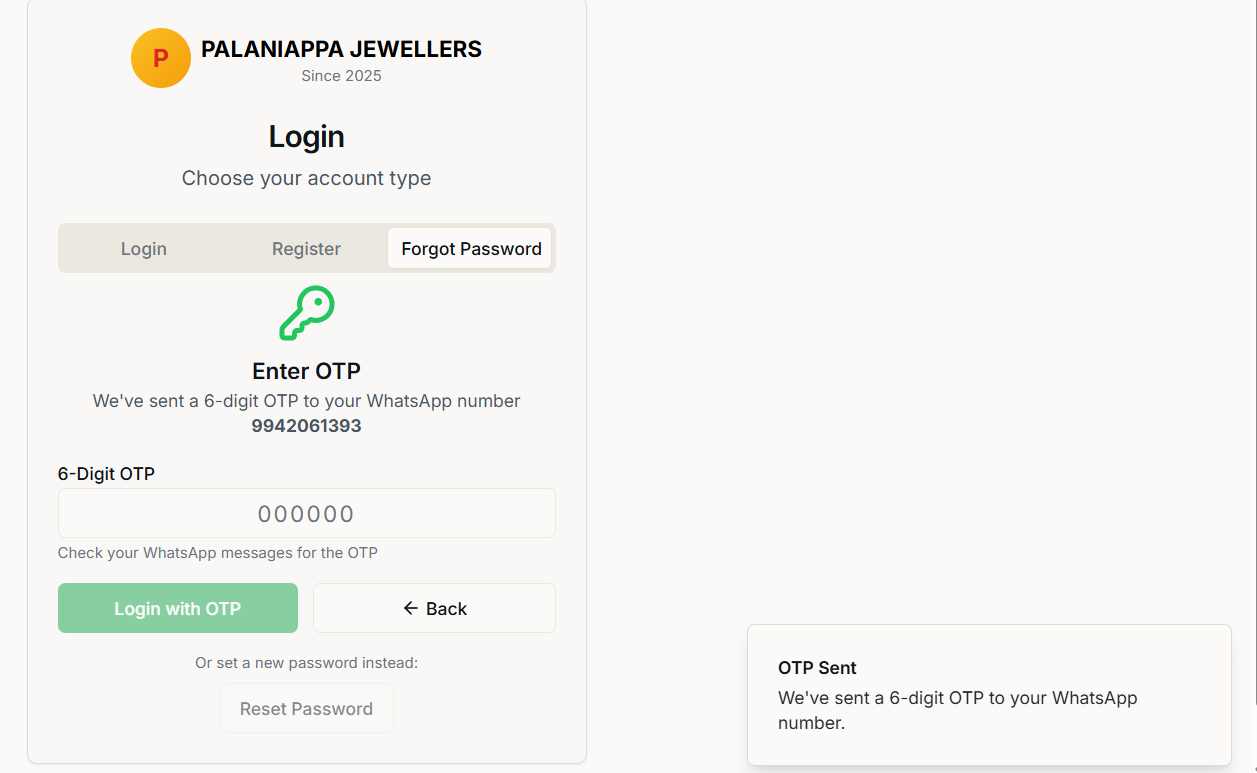 P
PALANIAPPA JEWELLERS
Since 2025
Login
Choose your account type
Login
Register
Forgot Password
Enter OTP
We've sent a 6-digit OTP to your WhatsApp number
9942061393
6-Digit OTP
000000
Check your WhatsApp messages for the OTP
Login with OTP
← Back
Or set a new password instead:
Reset Password
OTP Sent
We've sent a 6-digit OTP to your WhatsApp
number.